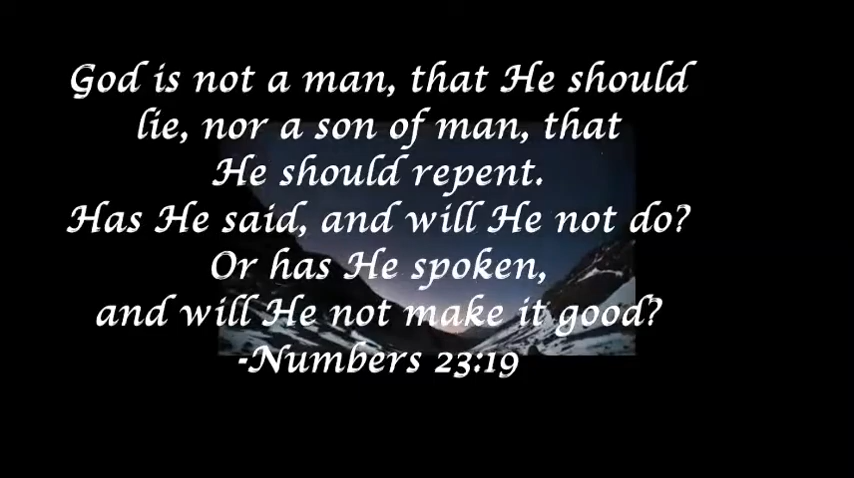 God is not a man, that He should
lie, nor a son of man, that
He should repent.
Has He said, and will He not do?
Or has He spoken,
and will He not make it good?
-Numbers 23:19